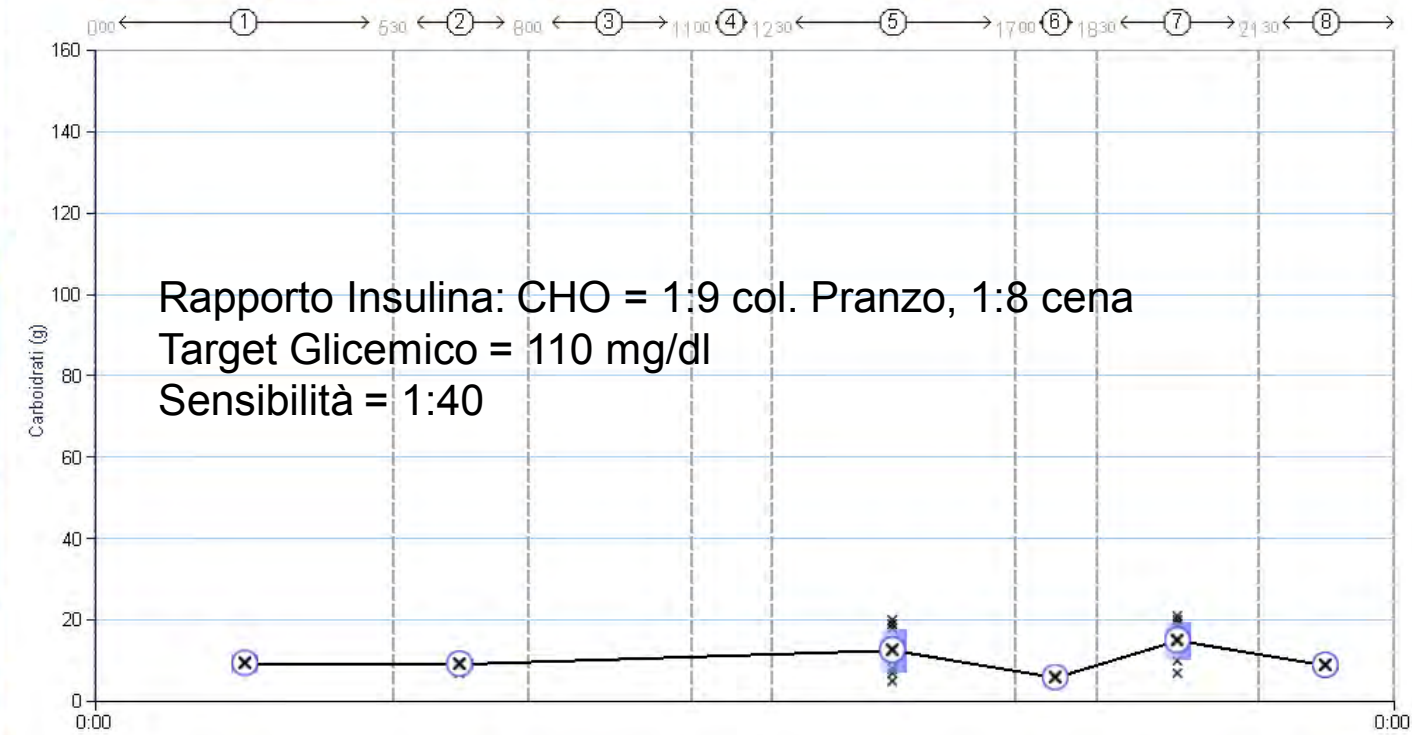 0:00 1 5:30 2 8:00 3 11:00 4 12:30 5 17:00 6 18:30 7 21:30 8
160
140
120
100
80
60
40
20
0
Carboidrati (g)
Rapporto Insulina: CHO = 1:9 col. Pranzo, 1:8 cena
Target Glicemico = 110 mg/dl
Sensibilità = 1:40
0:00 0:00